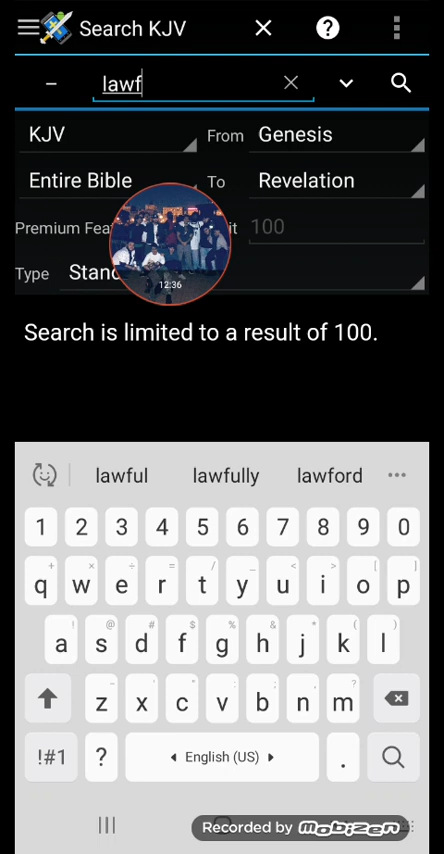 Search KJV
lawf
KJV From Genesis
Entire Bible To Revelation
Premium Fea it 100
Type Stand
Search is limited to a result of 100.
lawful lawfully lawford
1 2 3 4 5 6 7 8 9 0
+ × ÷ = / _ < > [ ]
q w e r t y u i o p
! @ # $ % ^ & * ( )
a s d f g h j k l
- ' " : ; , ?
z x c v b n m
!#1 ? English (US) .
12:36
Recorded by mobizen